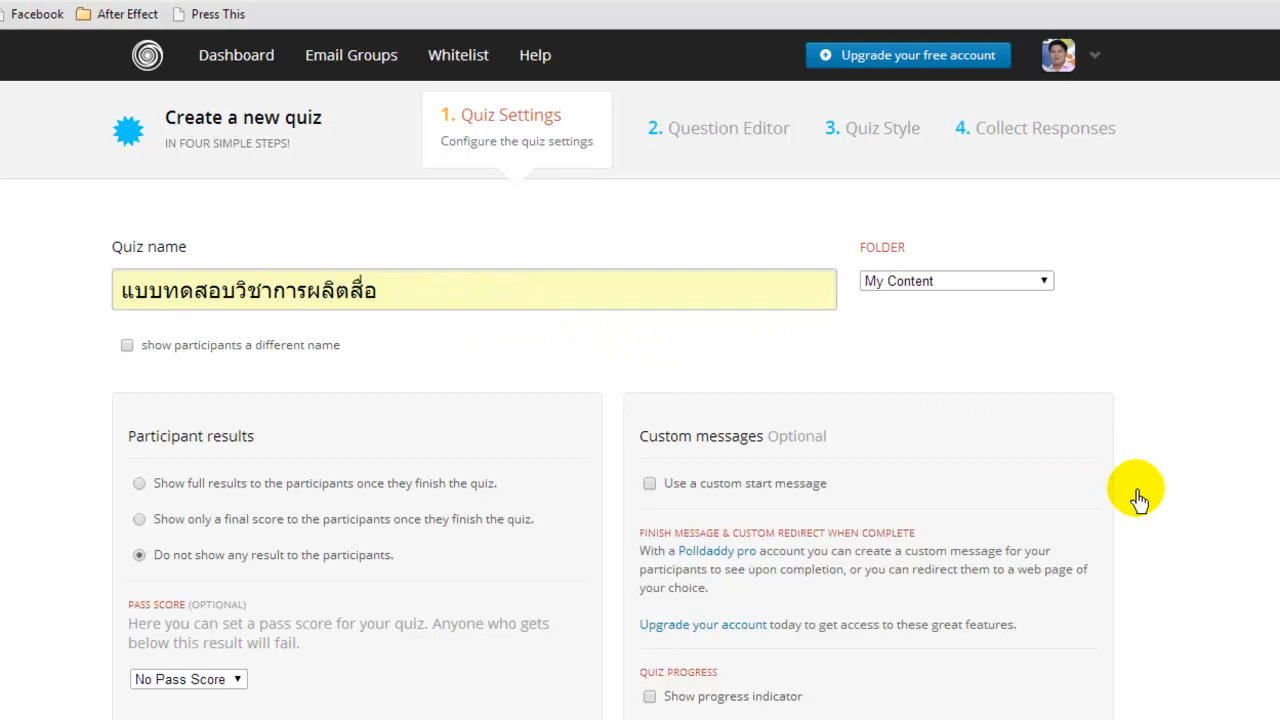 Facebook
After Effect
Press This
Dashboard
Email Groups
Whitelist
Help
Upgrade your free account
Create a new quiz
IN FOUR SIMPLE STEPS!
1. Quiz Settings
Configure the quiz settings
2. Question Editor
3. Quiz Style
4. Collect Responses
Quiz name
แบบทดสอบวิชาการผลิตสื่อ
show participants a different name
FOLDER
My Content
Participant results
Show full results to the participants once they finish the quiz.
Show only a final score to the participants once they finish the quiz.
Do not show any result to the participants.
PASS SCORE (OPTIONAL)
Here you can set a pass score for your quiz. Anyone who gets
below this result will fail.
No Pass Score
Custom messages Optional
Use a custom start message
FINISH MESSAGE & CUSTOM REDIRECT WHEN COMPLETE
With a Polldaddy pro account you can create a custom message for your
participants to see upon completion, or you can redirect them to a web page of
your choice.
Upgrade your account today to get access to these great features.
QUIZ PROGRESS
Show progress indicator